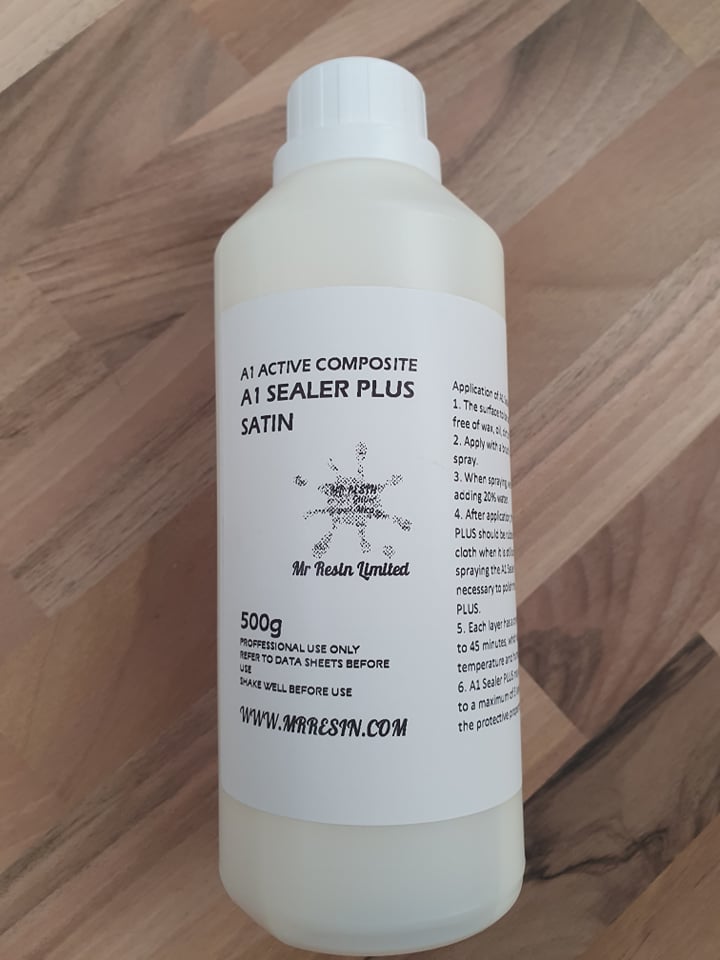 A1 ACTIVE COMPOSITE
A1 SEALER PLUS
SATIN
MR RESIN
Mr Resin Limited
500g
PROFFESSIONAL USE ONLY
REFER TO DATA SHEETS BEFORE
USE
SHAKE WELL BEFORE USE
WWW.MRRESIN.COM
Application of A1
1. The surface to
free of wax, oil,
2. Apply with a
spray.
3. When spraying,
adding 20% water
4. After application,
PLUS should be
cloth when it is
spraying the A1
necessary to
PLUS.
5. Each layer has
to 45 minutes,
temperature and
6. A1 Sealer PLUS
to a maximum of
the protective